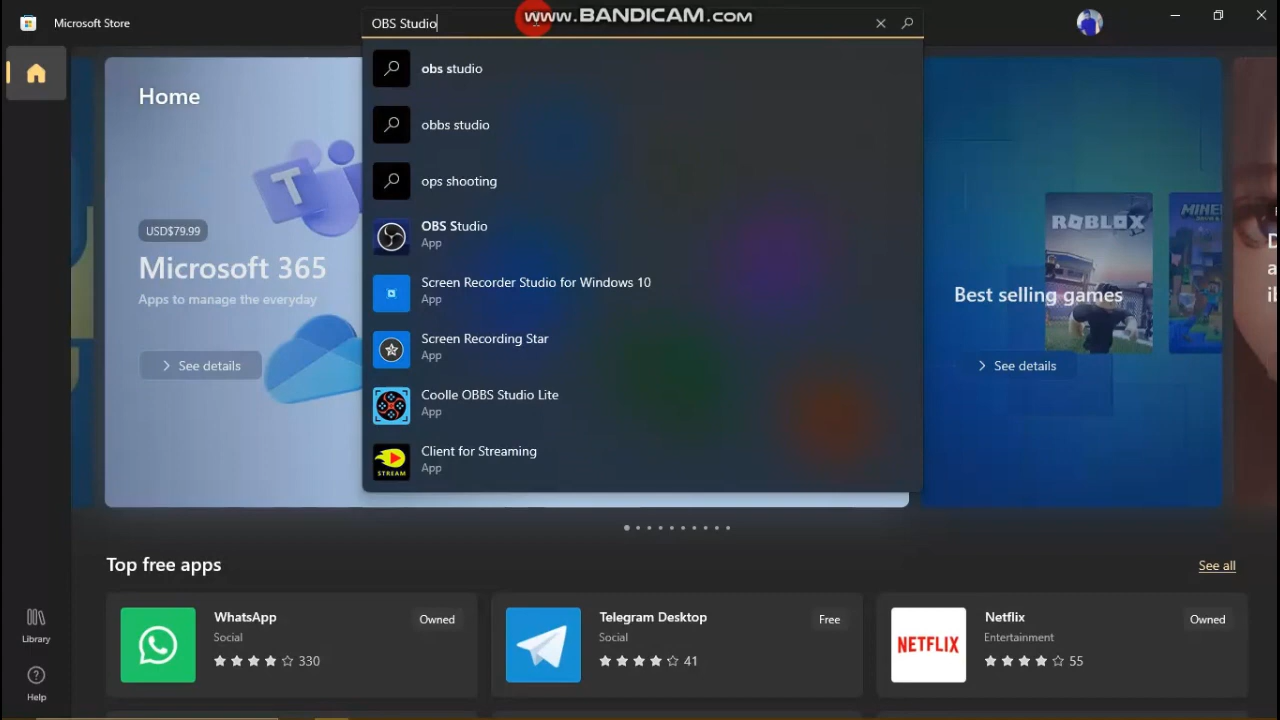 Microsoft Store
OBS Studio
www.BANDICAM.com
obs studio
obbs studio
ops shooting
OBS Studio
App
Screen Recorder Studio for Windows 10
App
Screen Recording Star
App
Coolle OBBS Studio Lite
App
Client for Streaming
App
STREAM
Home
USD$79.99
Microsoft 365
Apps to manage the everyday
See details
T
ROBLOX
MINE
Best selling games
See details
D
a
Top free apps
See all
WhatsApp
Owned
Social
330
Telegram Desktop
Free
Social
41
NETFLIX
Netflix
Owned
Entertainment
55
Library
Help